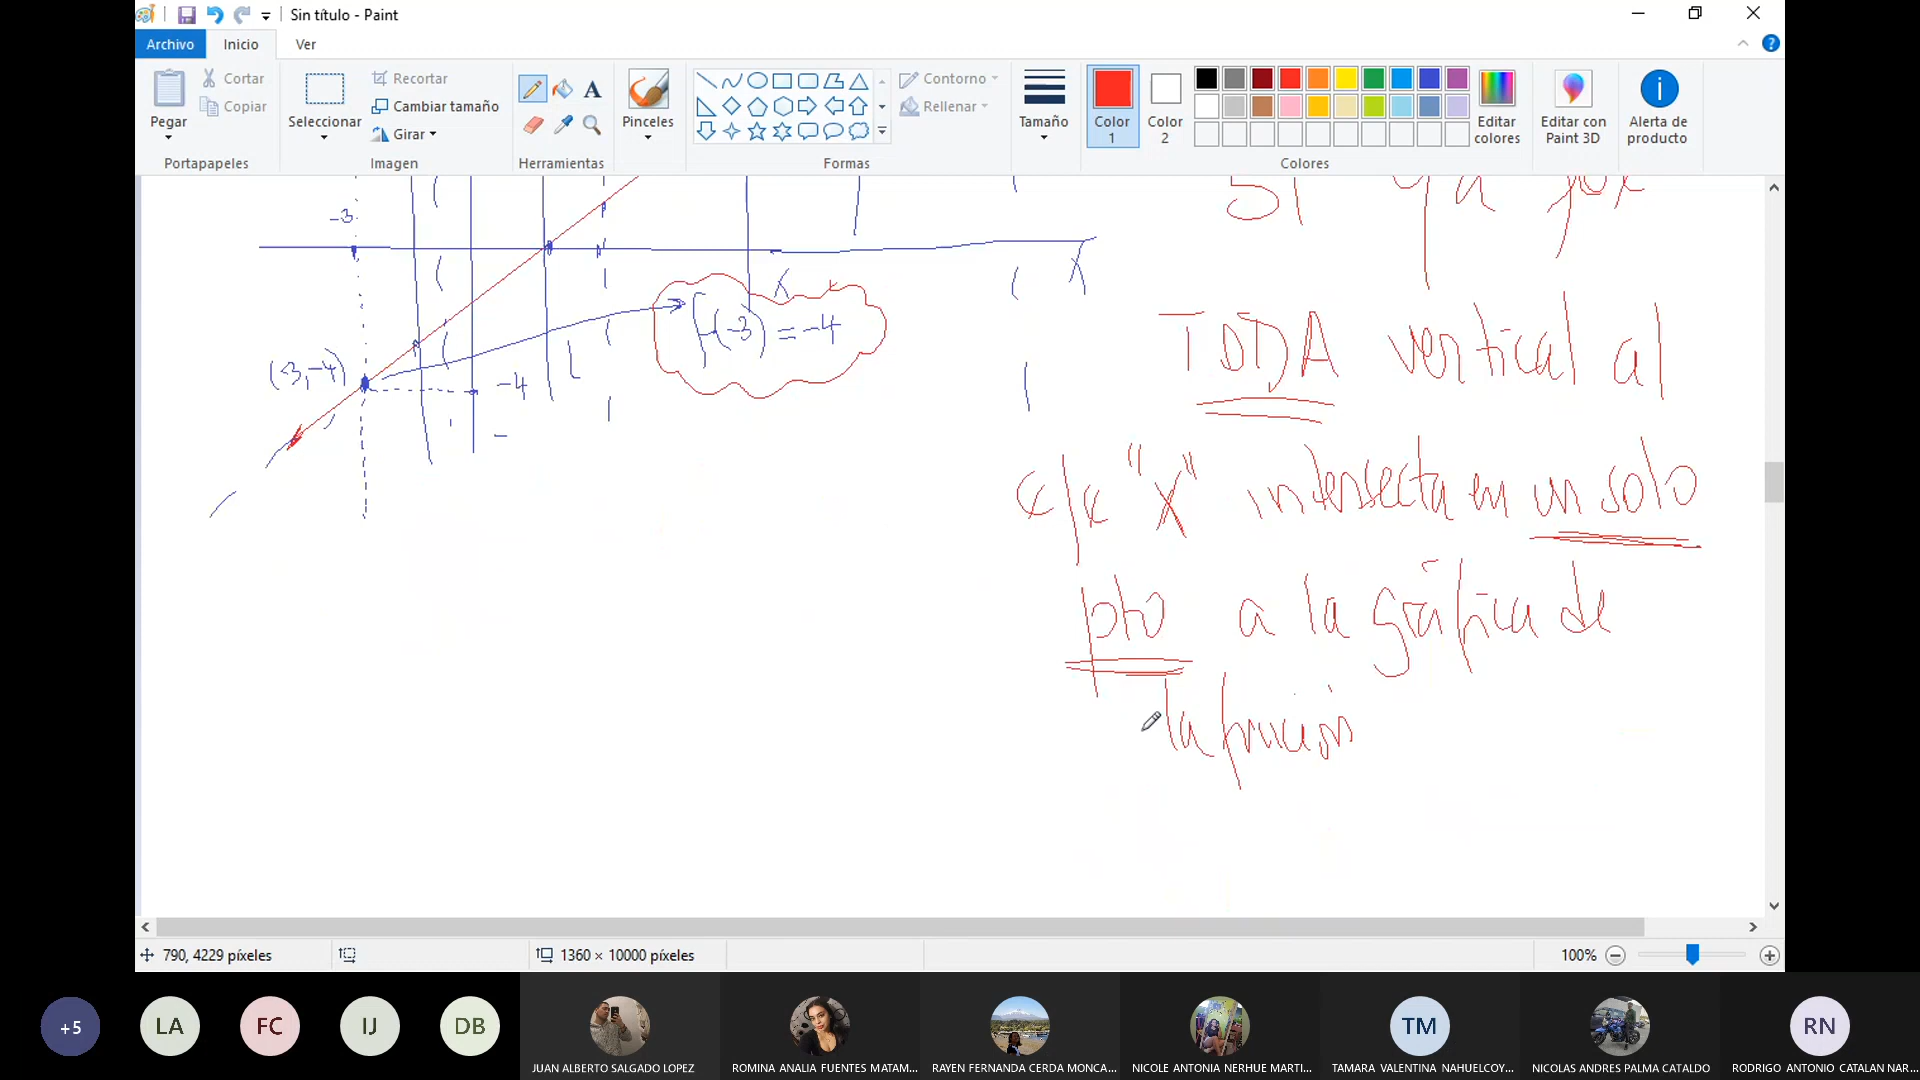 Sin título - Paint
Archivo Inicio Ver
Pegar
Cortar
Copiar
Portapapeles
Seleccionar
Recortar
Cambiar tamaño
Girar
Imagen
A
Herramientas
Pinceles
Contorno
Rellenar
Formas
Tamaño
Color 1
Color 2
Editar colores
Colores
Editar con Paint 3D
Alerta de producto
-3
X
X
f(-3) = -4
(-3,-4)
-4
TODA vertical al
"X" intersecta en un solo
pto a la gráfica de
la función
790, 4229 píxeles
1360 × 10000 píxeles
100%
+5
LA
FC
IJ
DB
TM
RN
JUAN ALBERTO SALGADO LOPEZ
ROMINA ANALIA FUENTES MATAM...
RAYEN FERNANDA CERDA MONCA...
NICOLE ANTONIA NERHUE MARTI...
TAMARA VALENTINA NAHUELCOY...
NICOLAS ANDRES PALMA CATALDO
RODRIGO ANTONIO CATALAN NAR...